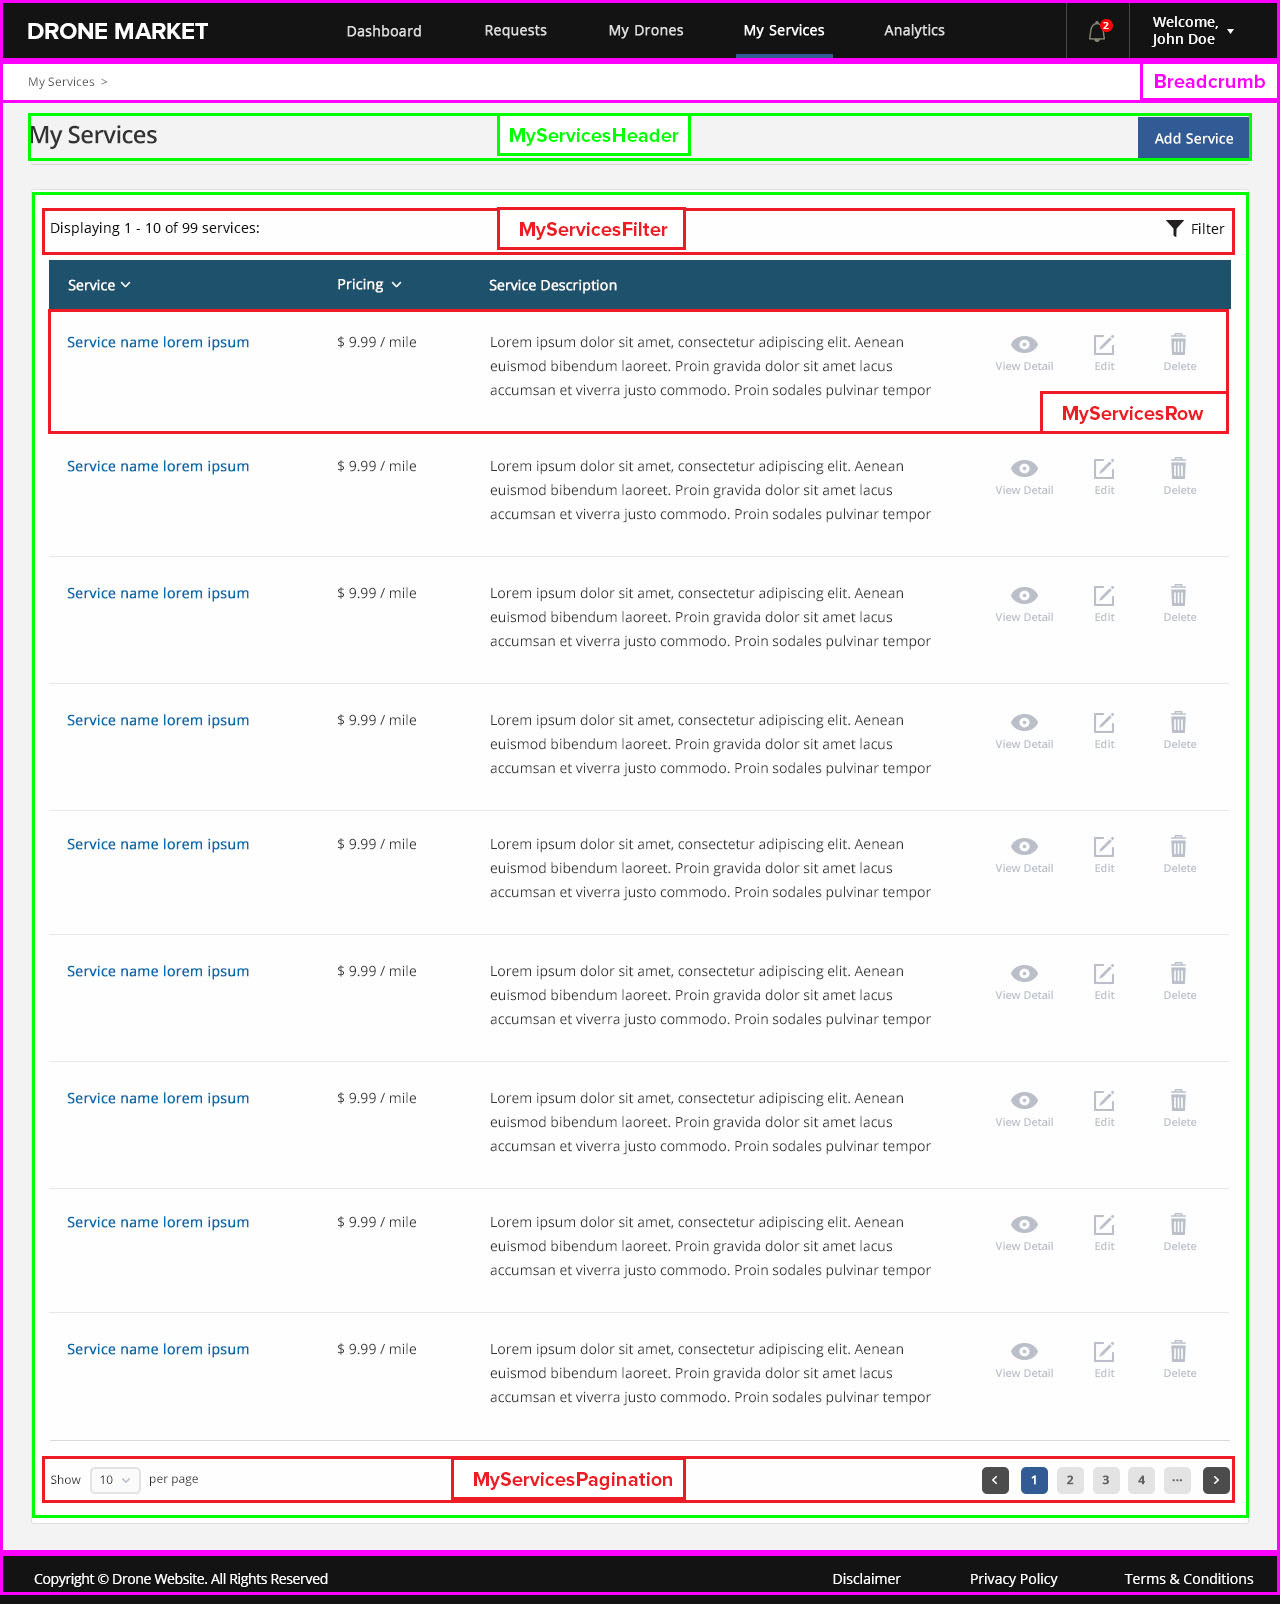 DRONE MARKET
Dashboard
Requests
My Drones
My Services
Analytics
2
Welcome,
John Doe
My Services >
Breadcrumb
My Services
MyServicesHeader
Add Service
Displaying 1 - 10 of 99 services:
MyServicesFilter
Filter
Service
Pricing
Service Description
Service name lorem ipsum
$ 9.99 / mile
Lorem ipsum dolor sit amet, consectetur adipiscing elit. Aenean
euismod bibendum laoreet. Proin gravida dolor sit amet lacus
accumsan et viverra justo commodo. Proin sodales pulvinar tempor
View Detail
Edit
Delete
MyServicesRow
Service name lorem ipsum
$ 9.99 / mile
Lorem ipsum dolor sit amet, consectetur adipiscing elit. Aenean
euismod bibendum laoreet. Proin gravida dolor sit amet lacus
accumsan et viverra justo commodo. Proin sodales pulvinar tempor
View Detail
Edit
Delete
Service name lorem ipsum
$ 9.99 / mile
Lorem ipsum dolor sit amet, consectetur adipiscing elit. Aenean
euismod bibendum laoreet. Proin gravida dolor sit amet lacus
accumsan et viverra justo commodo. Proin sodales pulvinar tempor
View Detail
Edit
Delete
Service name lorem ipsum
$ 9.99 / mile
Lorem ipsum dolor sit amet, consectetur adipiscing elit. Aenean
euismod bibendum laoreet. Proin gravida dolor sit amet lacus
accumsan et viverra justo commodo. Proin sodales pulvinar tempor
View Detail
Edit
Delete
Service name lorem ipsum
$ 9.99 / mile
Lorem ipsum dolor sit amet, consectetur adipiscing elit. Aenean
euismod bibendum laoreet. Proin gravida dolor sit amet lacus
accumsan et viverra justo commodo. Proin sodales pulvinar tempor
View Detail
Edit
Delete
Service name lorem ipsum
$ 9.99 / mile
Lorem ipsum dolor sit amet, consectetur adipiscing elit. Aenean
euismod bibendum laoreet. Proin gravida dolor sit amet lacus
accumsan et viverra justo commodo. Proin sodales pulvinar tempor
View Detail
Edit
Delete
Service name lorem ipsum
$ 9.99 / mile
Lorem ipsum dolor sit amet, consectetur adipiscing elit. Aenean
euismod bibendum laoreet. Proin gravida dolor sit amet lacus
accumsan et viverra justo commodo. Proin sodales pulvinar tempor
View Detail
Edit
Delete
Service name lorem ipsum
$ 9.99 / mile
Lorem ipsum dolor sit amet, consectetur adipiscing elit. Aenean
euismod bibendum laoreet. Proin gravida dolor sit amet lacus
accumsan et viverra justo commodo. Proin sodales pulvinar tempor
View Detail
Edit
Delete
Service name lorem ipsum
$ 9.99 / mile
Lorem ipsum dolor sit amet, consectetur adipiscing elit. Aenean
euismod bibendum laoreet. Proin gravida dolor sit amet lacus
accumsan et viverra justo commodo. Proin sodales pulvinar tempor
View Detail
Edit
Delete
Show 10 per page
MyServicesPagination
1 2 3 4 ...
Copyright © Drone Website. All Rights Reserved
Disclaimer
Privacy Policy
Terms & Conditions